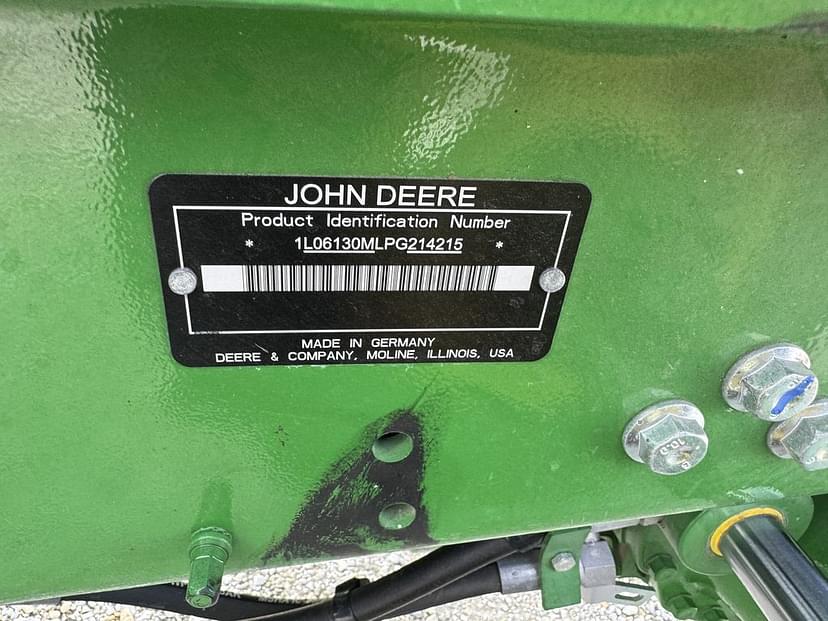 JOHN DEERE
Product Identification Number
* 1L06130MLPG214215 *
MADE IN GERMANY
DEERE & COMPANY, MOLINE, ILLINOIS, USA